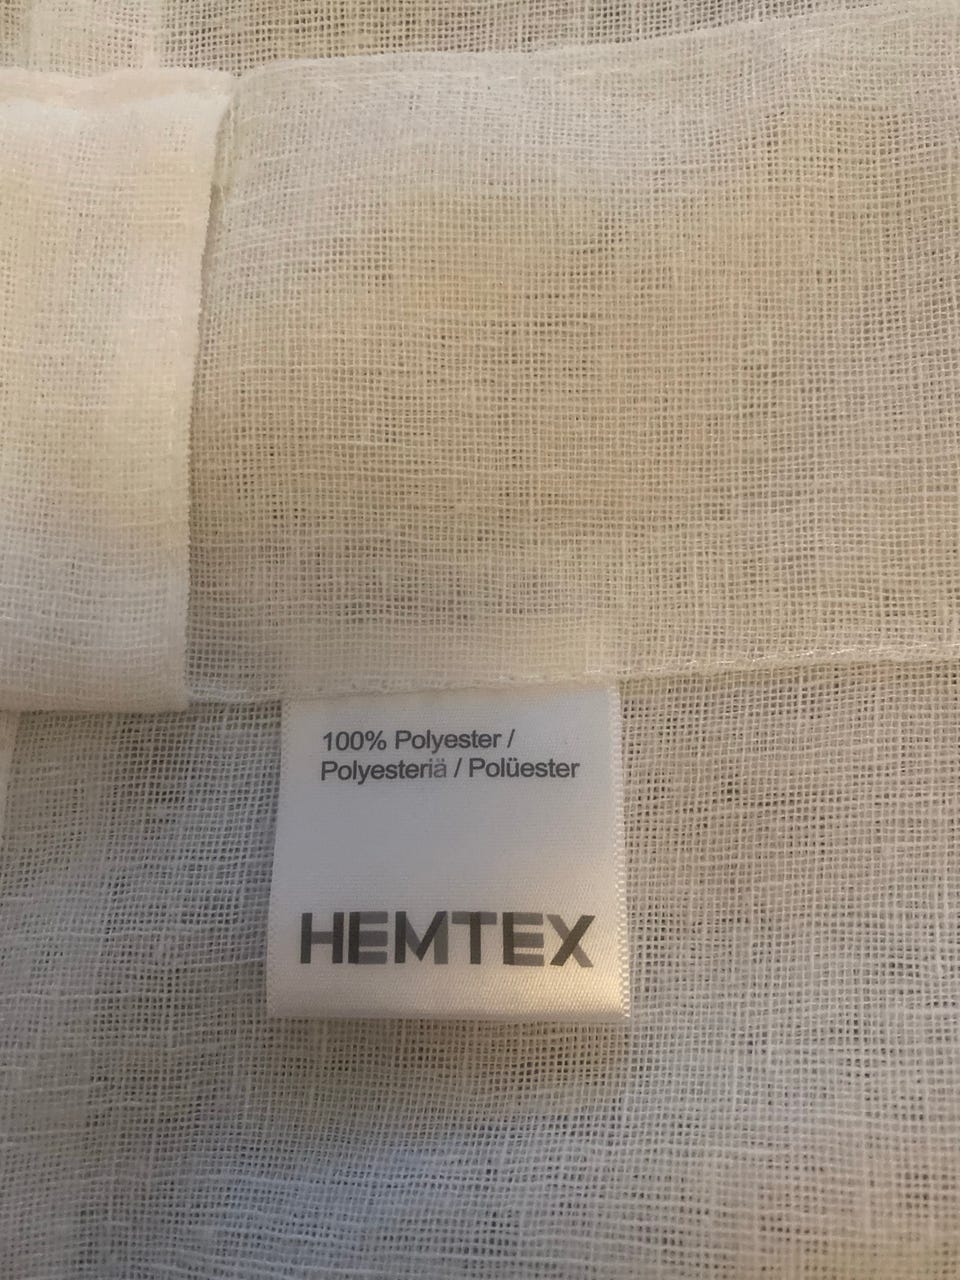 100% Polyester /
Polyesteriä / Polüester
HEMTEX